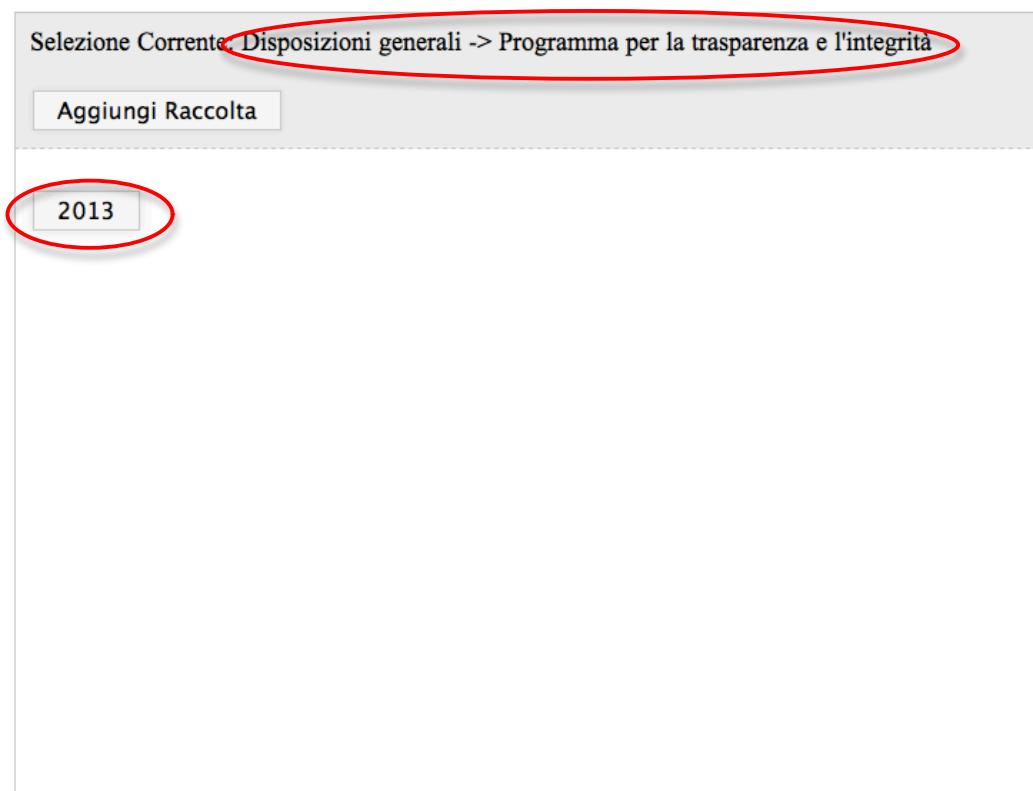 Selezione Corrente: Disposizioni generali -> Programma per la trasparenza e l'integrità
Aggiungi Raccolta
2013